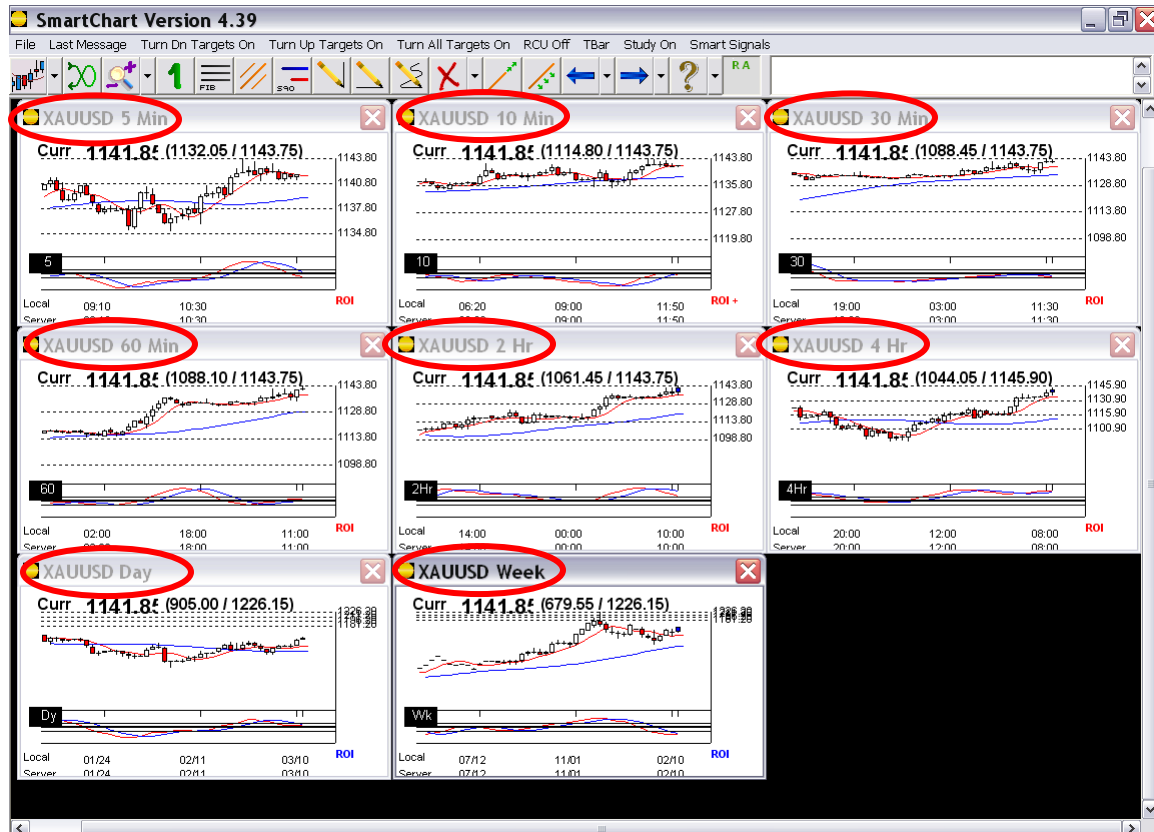 SmartChart Version 4.39
File Last Message Turn Dn Targets On Turn Up Targets On Turn All Targets On RCU Off TBar Study On Smart Signals
1 FIB S90 ? R A
XAUUSD 5 Min
Curr 1141.85 (1132.05 / 1143.75)
1143.80
1140.80
1137.80
1134.80
5
Local 09:10 10:30 ROI
Server 09:10 10:30
XAUUSD 10 Min
Curr 1141.85 (1114.80 / 1143.75)
1143.80
1135.80
1127.80
1119.80
10
Local 06:20 09:00 11:50 ROI +
Server 09:00 11:50
XAUUSD 30 Min
Curr 1141.85 (1088.45 / 1143.75)
1143.80
1128.80
1113.80
1098.80
30
Local 19:00 03:00 11:30 ROI
Server 03:00 11:30
XAUUSD 60 Min
Curr 1141.85 (1088.10 / 1143.75)
1143.80
1128.80
1113.80
1098.80
60
Local 02:00 18:00 11:00 ROI
Server 18:00 11:00
XAUUSD 2 Hr
Curr 1141.85 (1061.45 / 1143.75)
1143.80
1128.80
1113.80
1098.80
2Hr
Local 14:00 00:00 10:00 ROI
Server 00:00 10:00
XAUUSD 4 Hr
Curr 1141.85 (1044.05 / 1145.90)
1145.90
1130.90
1115.90
1100.90
4Hr
Local 20:00 12:00 08:00 ROI
Server 20:00 12:00 08:00
XAUUSD Day
Curr 1141.85 (905.00 / 1226.15)
1181.20
Dy
Local 01/24 02/11 03/10 ROI
Server 01/24 02/11 03/10
XAUUSD Week
Curr 1141.85 (679.55 / 1226.15)
Wk
Local 07/12 11/01 02/10 ROI
Server 07/12 11/01 02/10